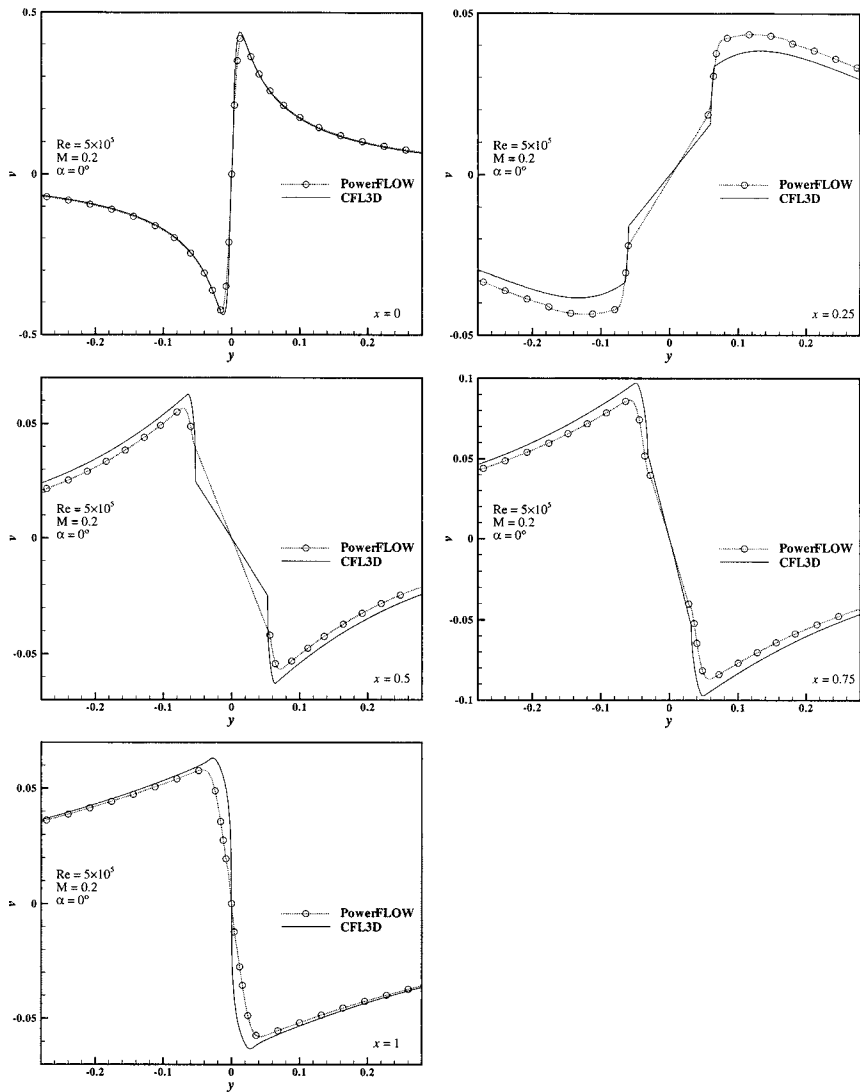 0.5
Re = 5×10⁵
M = 0.2
α = 0º
v
0
PowerFLOW
CFL3D
x = 0
-0.5
-0.2
-0.1
0
0.1
0.2
y
0.05
Re = 5×10⁵
M = 0.2
α = 0º
v
0
PowerFLOW
CFL3D
x = 0.25
-0.05
-0.2
-0.1
0
0.1
0.2
y
0.05
Re = 5×10⁵
M = 0.2
α = 0º
v
0
PowerFLOW
CFL3D
-0.05
x = 0.5
-0.2
-0.1
0
0.1
0.2
y
0.1
0.05
Re = 5×10⁵
M = 0.2
α = 0º
v
0
PowerFLOW
CFL3D
-0.05
x = 0.75
-0.1
-0.2
-0.1
0
0.1
0.2
y
0.05
Re = 5×10⁵
M = 0.2
α = 0º
v
0
PowerFLOW
CFL3D
-0.05
x = 1
-0.2
-0.1
0
0.1
0.2
y